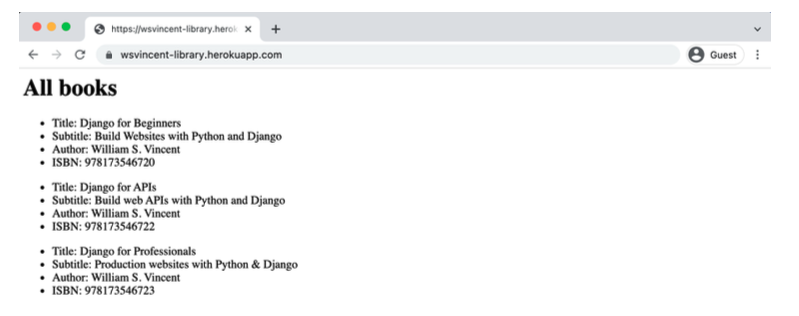 https://wsvincent-library.herok
wsvincent-library.herokuapp.com
Guest
All books
Title: Django for Beginners
Subtitle: Build Websites with Python and Django
Author: William S. Vincent
ISBN: 978173546720
Title: Django for APIs
Subtitle: Build web APIs with Python and Django
Author: William S. Vincent
ISBN: 978173546722
Title: Django for Professionals
Subtitle: Production websites with Python & Django
Author: William S. Vincent
ISBN: 978173546723